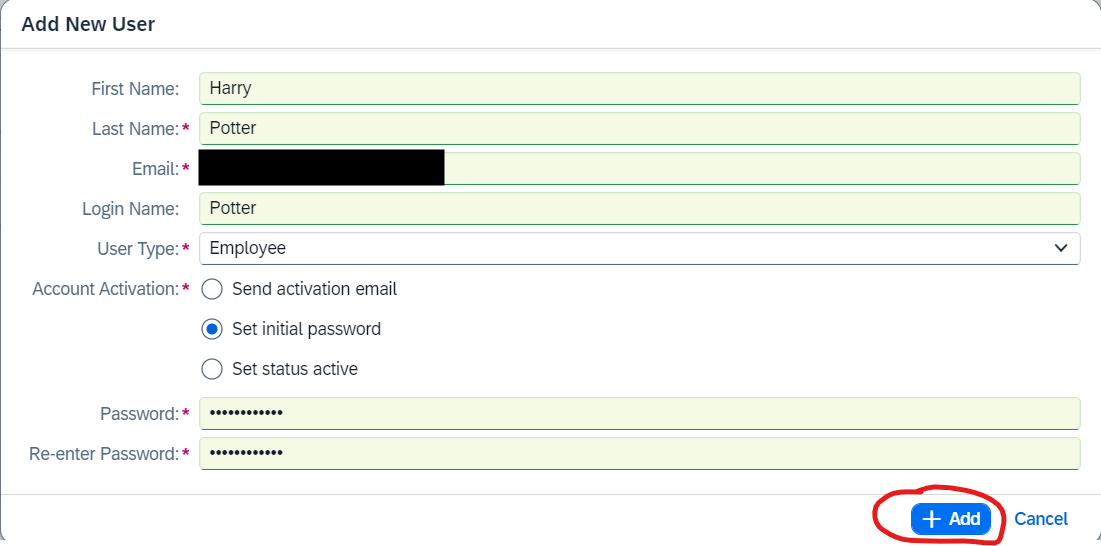 Add New User
First Name: Harry
Last Name:* Potter
Email:*
Login Name: Potter
User Type:* Employee
Account Activation:* Send activation email
Set initial password
Set status active
Password:* ••••••••••••
Re-enter Password:* ••••••••••••
+ Add Cancel